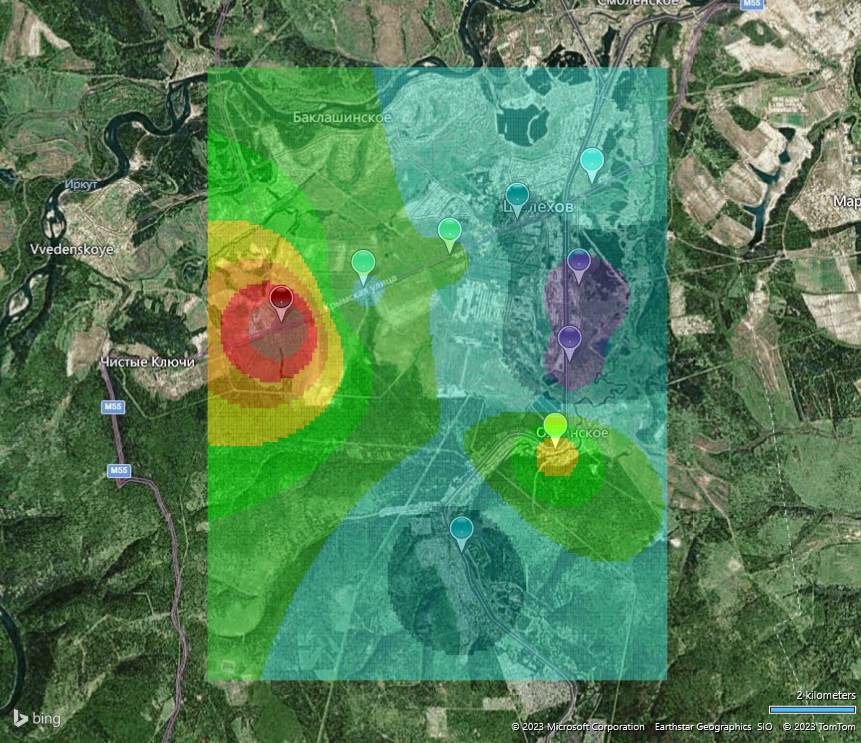 Смоленское
M55
Баклашинское
Иркут
Мар
Шелехов
Vvedenskoye
улица
Чистые Ключи
M55
M55
2 kilometers
bing
© 2023 Microsoft Corporation Earthstar Geographics SIO © 2023 TomTom